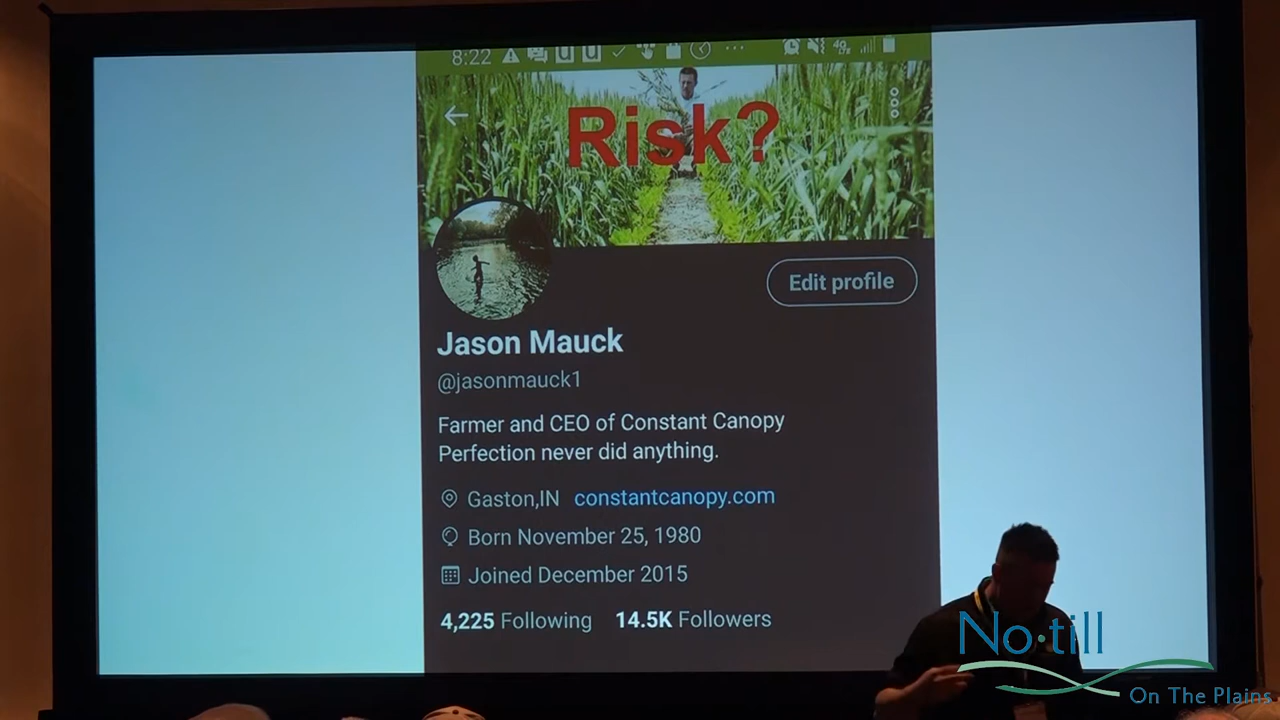 8:22
Risk?
Edit profile
Jason Mauck
@jasonmauck1
Farmer and CEO of Constant Canopy
Perfection never did anything.
Gaston,IN constantcanopy.com
Born November 25, 1980
Joined December 2015
4,225 Following 14.5K Followers
No·till
On The Plains